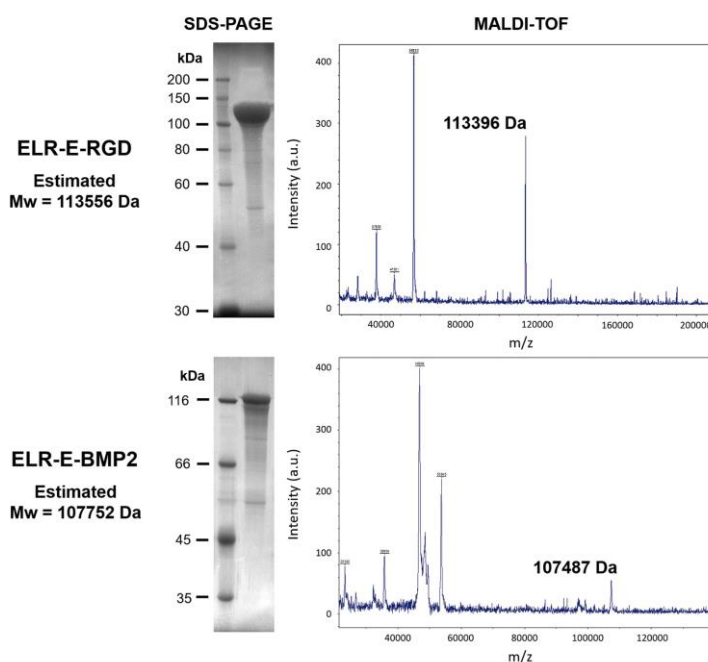 SDS-PAGE
MALDI-TOF
kDa
200
150
100
80
60
40
30
ELR-E-RGD
Estimated
Mw = 113556 Da
Intensity (a.u.)
400
300
200
100
0
113396 Da
40000 80000 120000 160000 200000
m/z
kDa
116
66
45
35
ELR-E-BMP2
Estimated
Mw = 107752 Da
Intensity (a.u.)
400
300
200
100
0
107487 Da
40000 60000 80000 100000 120000
m/z